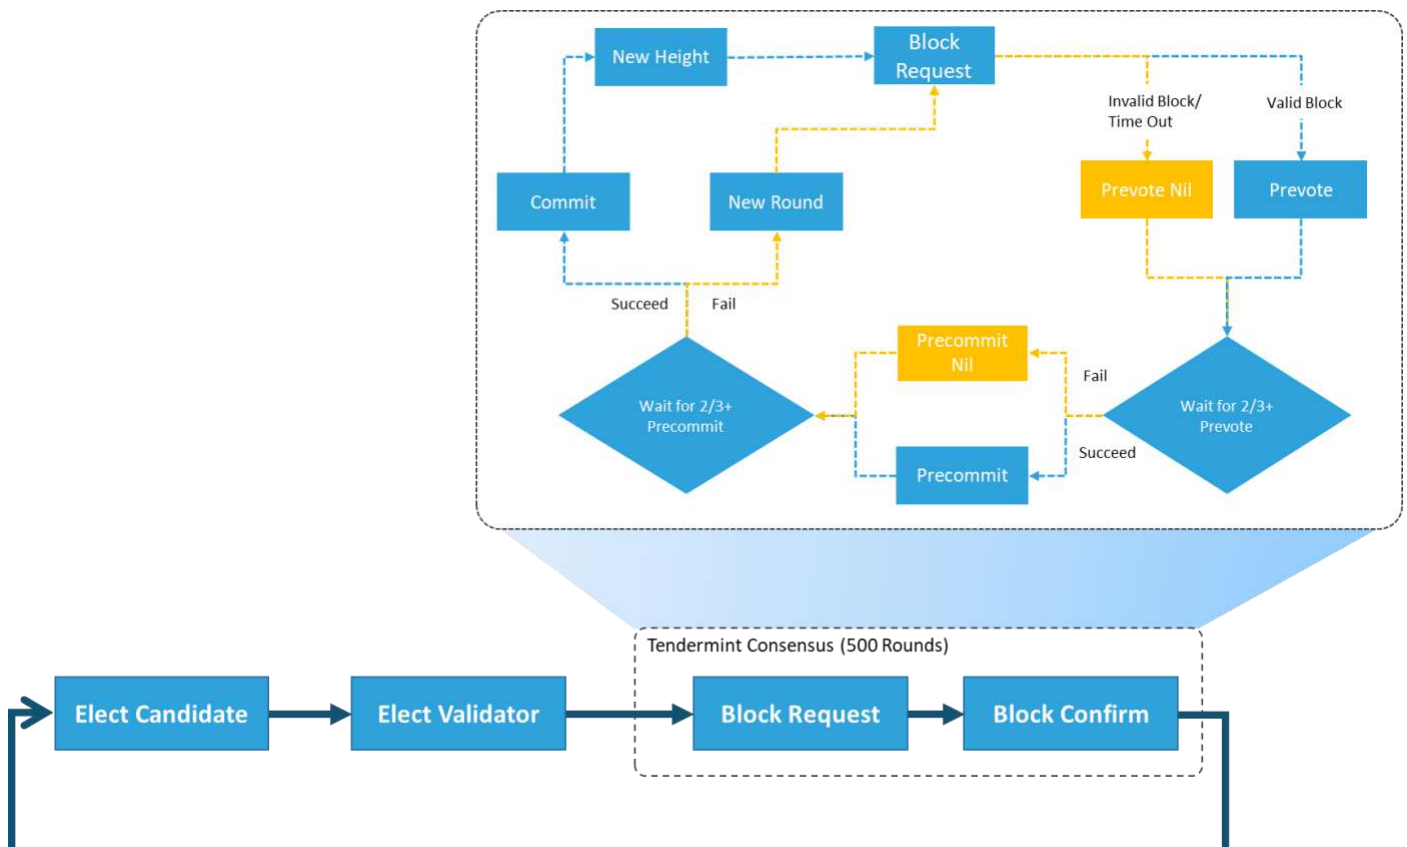 New Height
Block
Request
Invalid Block/
Time Out
Valid Block
Commit
New Round
Prevote Nil
Prevote
Succeed
Fail
Precommit
Nil
Fail
Wait for 2/3+
Precommit
Wait for 2/3+
Prevote
Succeed
Precommit
Tendermint Consensus (500 Rounds)
Elect Candidate
Elect Validator
Block Request
Block Confirm